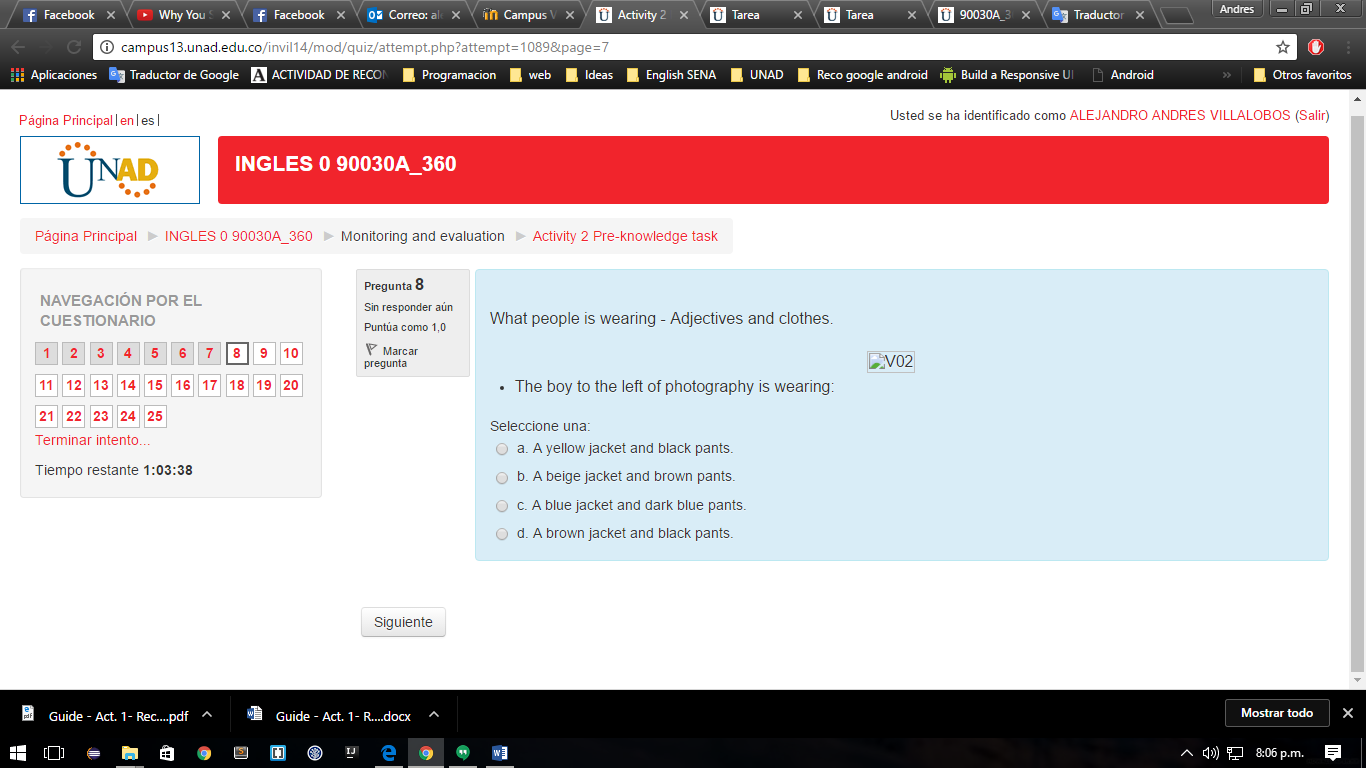 Facebook
Why You S
Facebook
Correo: al
Campus V
Activity 2
Tarea
Tarea
90030A_3
Traductor
Andres
campus13.unad.edu.co/invil14/mod/quiz/attempt.php?attempt=1089&page=7
Aplicaciones
Traductor de Google
ACTIVIDAD DE RECON
Programacion
web
Ideas
English SENA
UNAD
Reco google android
Build a Responsive UI
Android
»
Otros favoritos
Página Principal | en | es |
Usted se ha identificado como ALEJANDRO ANDRES VILLALOBOS (Salir)
UNAD
INGLES 0 90030A_360
Página Principal ► INGLES 0 90030A_360 ► Monitoring and evaluation ► Activity 2 Pre-knowledge task
NAVEGACIÓN POR EL
CUESTIONARIO
1 2 3 4 5 6 7 8 9 10
11 12 13 14 15 16 17 18 19 20
21 22 23 24 25
Terminar intento...
Tiempo restante 1:03:38
Pregunta 8
Sin responder aún
Puntúa como 1,0
Marcar
pregunta
What people is wearing - Adjectives and clothes.
V02
• The boy to the left of photography is wearing:
Seleccione una:
a. A yellow jacket and black pants.
b. A beige jacket and brown pants.
c. A blue jacket and dark blue pants.
d. A brown jacket and black pants.
Siguiente
Guide - Act. 1- Rec....pdf
Guide - Act. 1- R....docx
Mostrar todo
8:06 p.m.